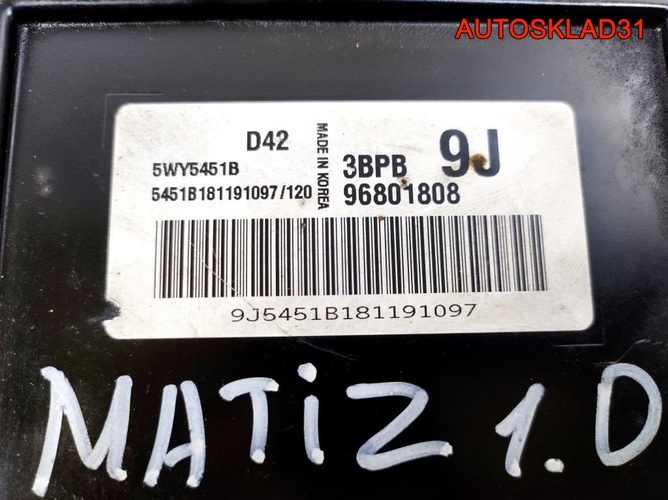 AUTOSKLAD31
D42
5WY5451B
5451B181191097/120
MADE IN KOREA
3BPB 9J
96801808
9J5451B181191097
MATiZ 1.0